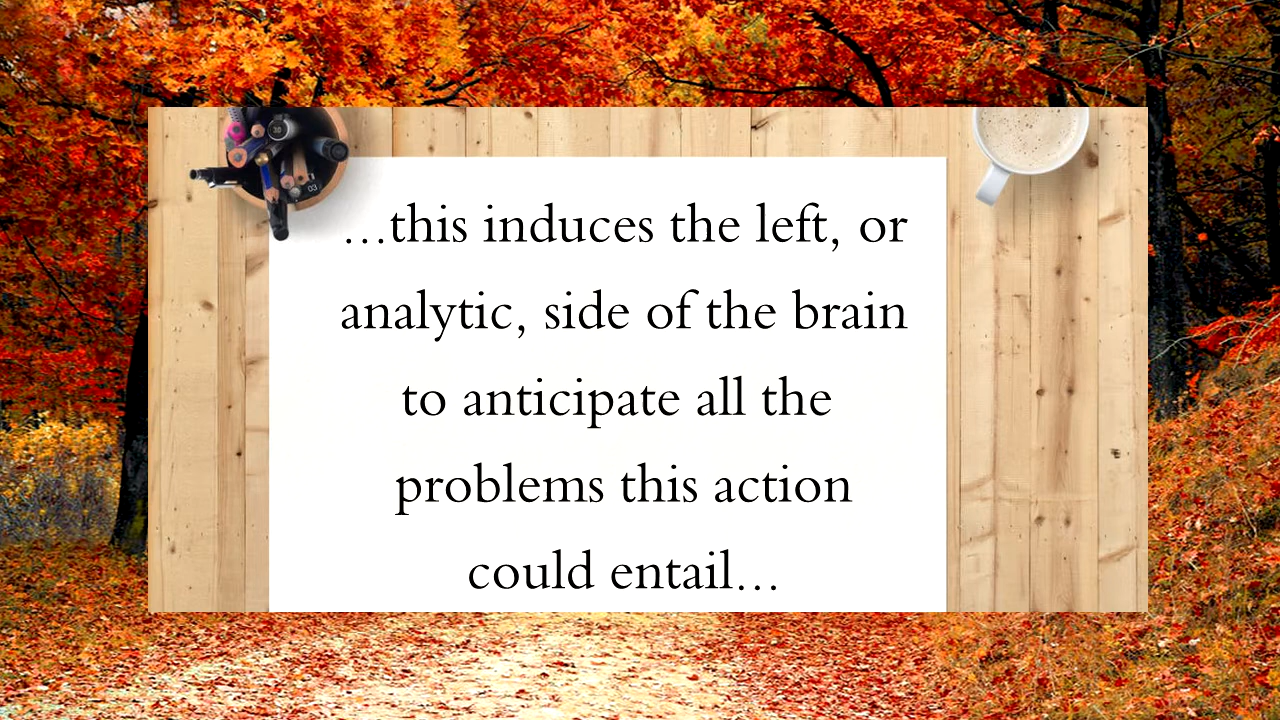 ...this induces the left, or
analytic, side of the brain
to anticipate all the
problems this action
could entail...